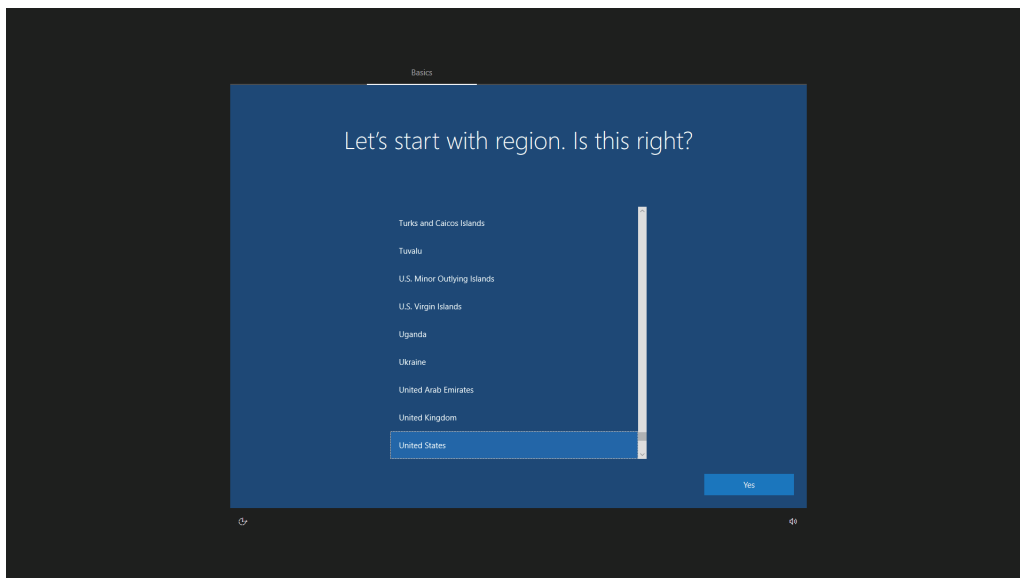 Basics
Let's start with region. Is this right?
Turks and Caicos Islands
Tuvalu
U.S. Minor Outlying Islands
U.S. Virgin Islands
Uganda
Ukraine
United Arab Emirates
United Kingdom
United States
Yes